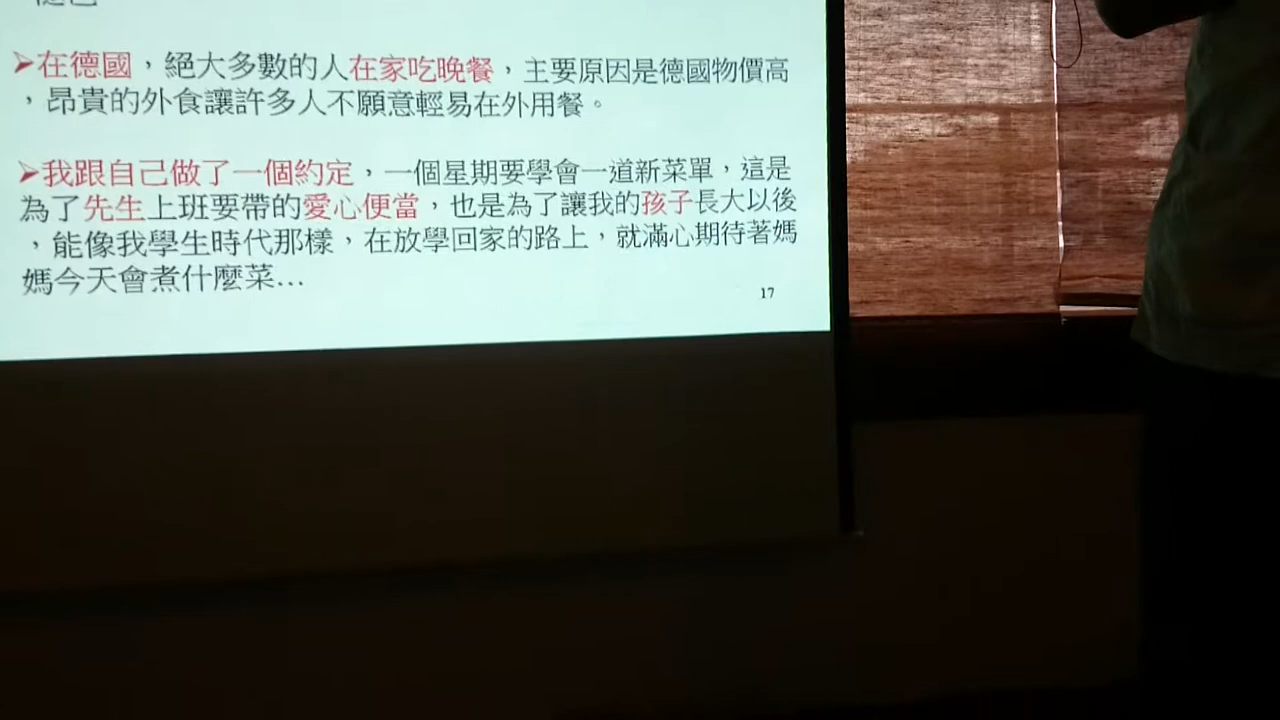 ➢在德國，絕大多數的人在家吃晚餐，主要原因是德國物價高
，昂貴的外食讓許多人不願意輕易在外用餐。
➢我跟自己做了一個約定，一個星期要學會一道新菜單，這是
為了先生上班要帶的愛心便當，也是為了讓我的孩子長大以後
，能像我學生時代那樣，在放學回家的路上，就滿心期待著媽
媽今天會煮什麼菜...
17